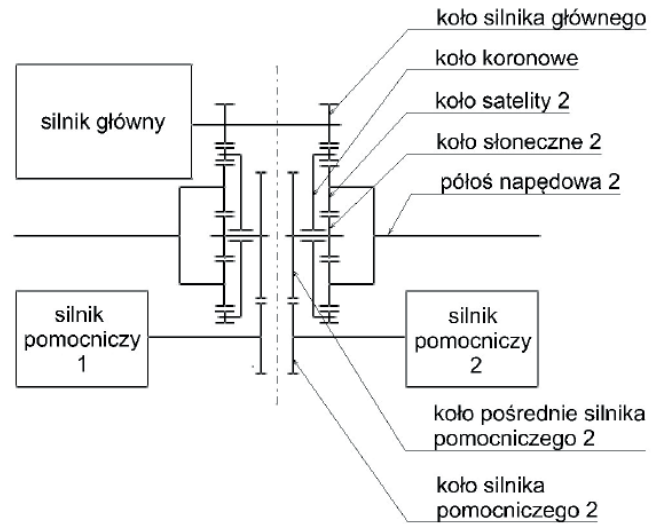 koło silnika głównego
koło koronowe
koło satelity 2
koło słoneczne 2
półoś napędowa 2
silnik główny
silnik
pomocniczy
1
silnik
pomocniczy
2
koło pośrednie silnika
pomocniczego 2
koło silnika
pomocniczego 2